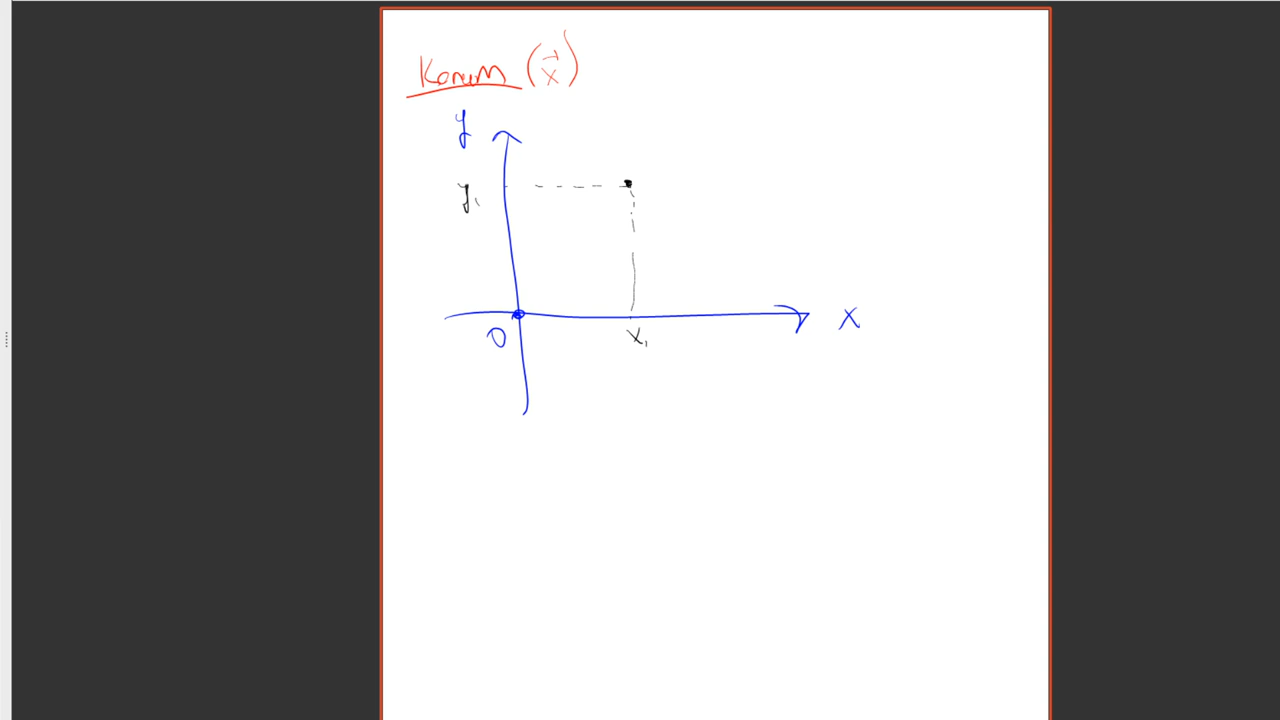 Konum (x⃗)
y
y₁
0
x₁
x